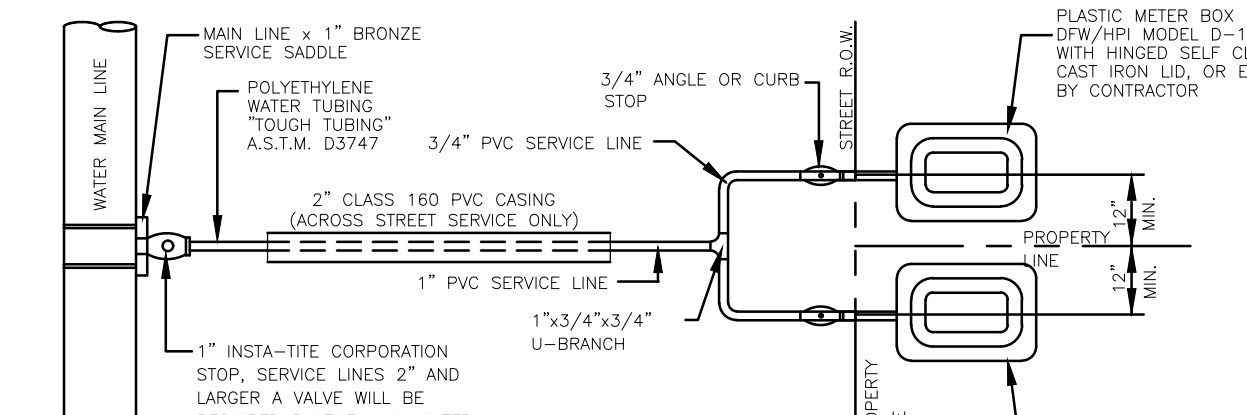 MAIN LINE x 1" BRONZE
SERVICE SADDLE
WATER MAIN LINE
POLYETHYLENE
WATER TUBING
"TOUGH TUBING"
A.S.T.M. D3747
3/4" ANGLE OR CURB
STOP
STREET R.O.W.
PLASTIC METER BOX
DFW/HPI MODEL D-1
WITH HINGED SELF
CAST IRON LID, OR
BY CONTRACTOR
3/4" PVC SERVICE LINE
2" CLASS 160 PVC CASING
(ACROSS STREET SERVICE ONLY)
12"
MIN.
PROPERTY
LINE
12"
MIN.
1" PVC SERVICE LINE
1"x3/4"x3/4"
U-BRANCH
1" INSTA-TITE CORPORATION
STOP, SERVICE LINES 2" AND
LARGER A VALVE WILL BE